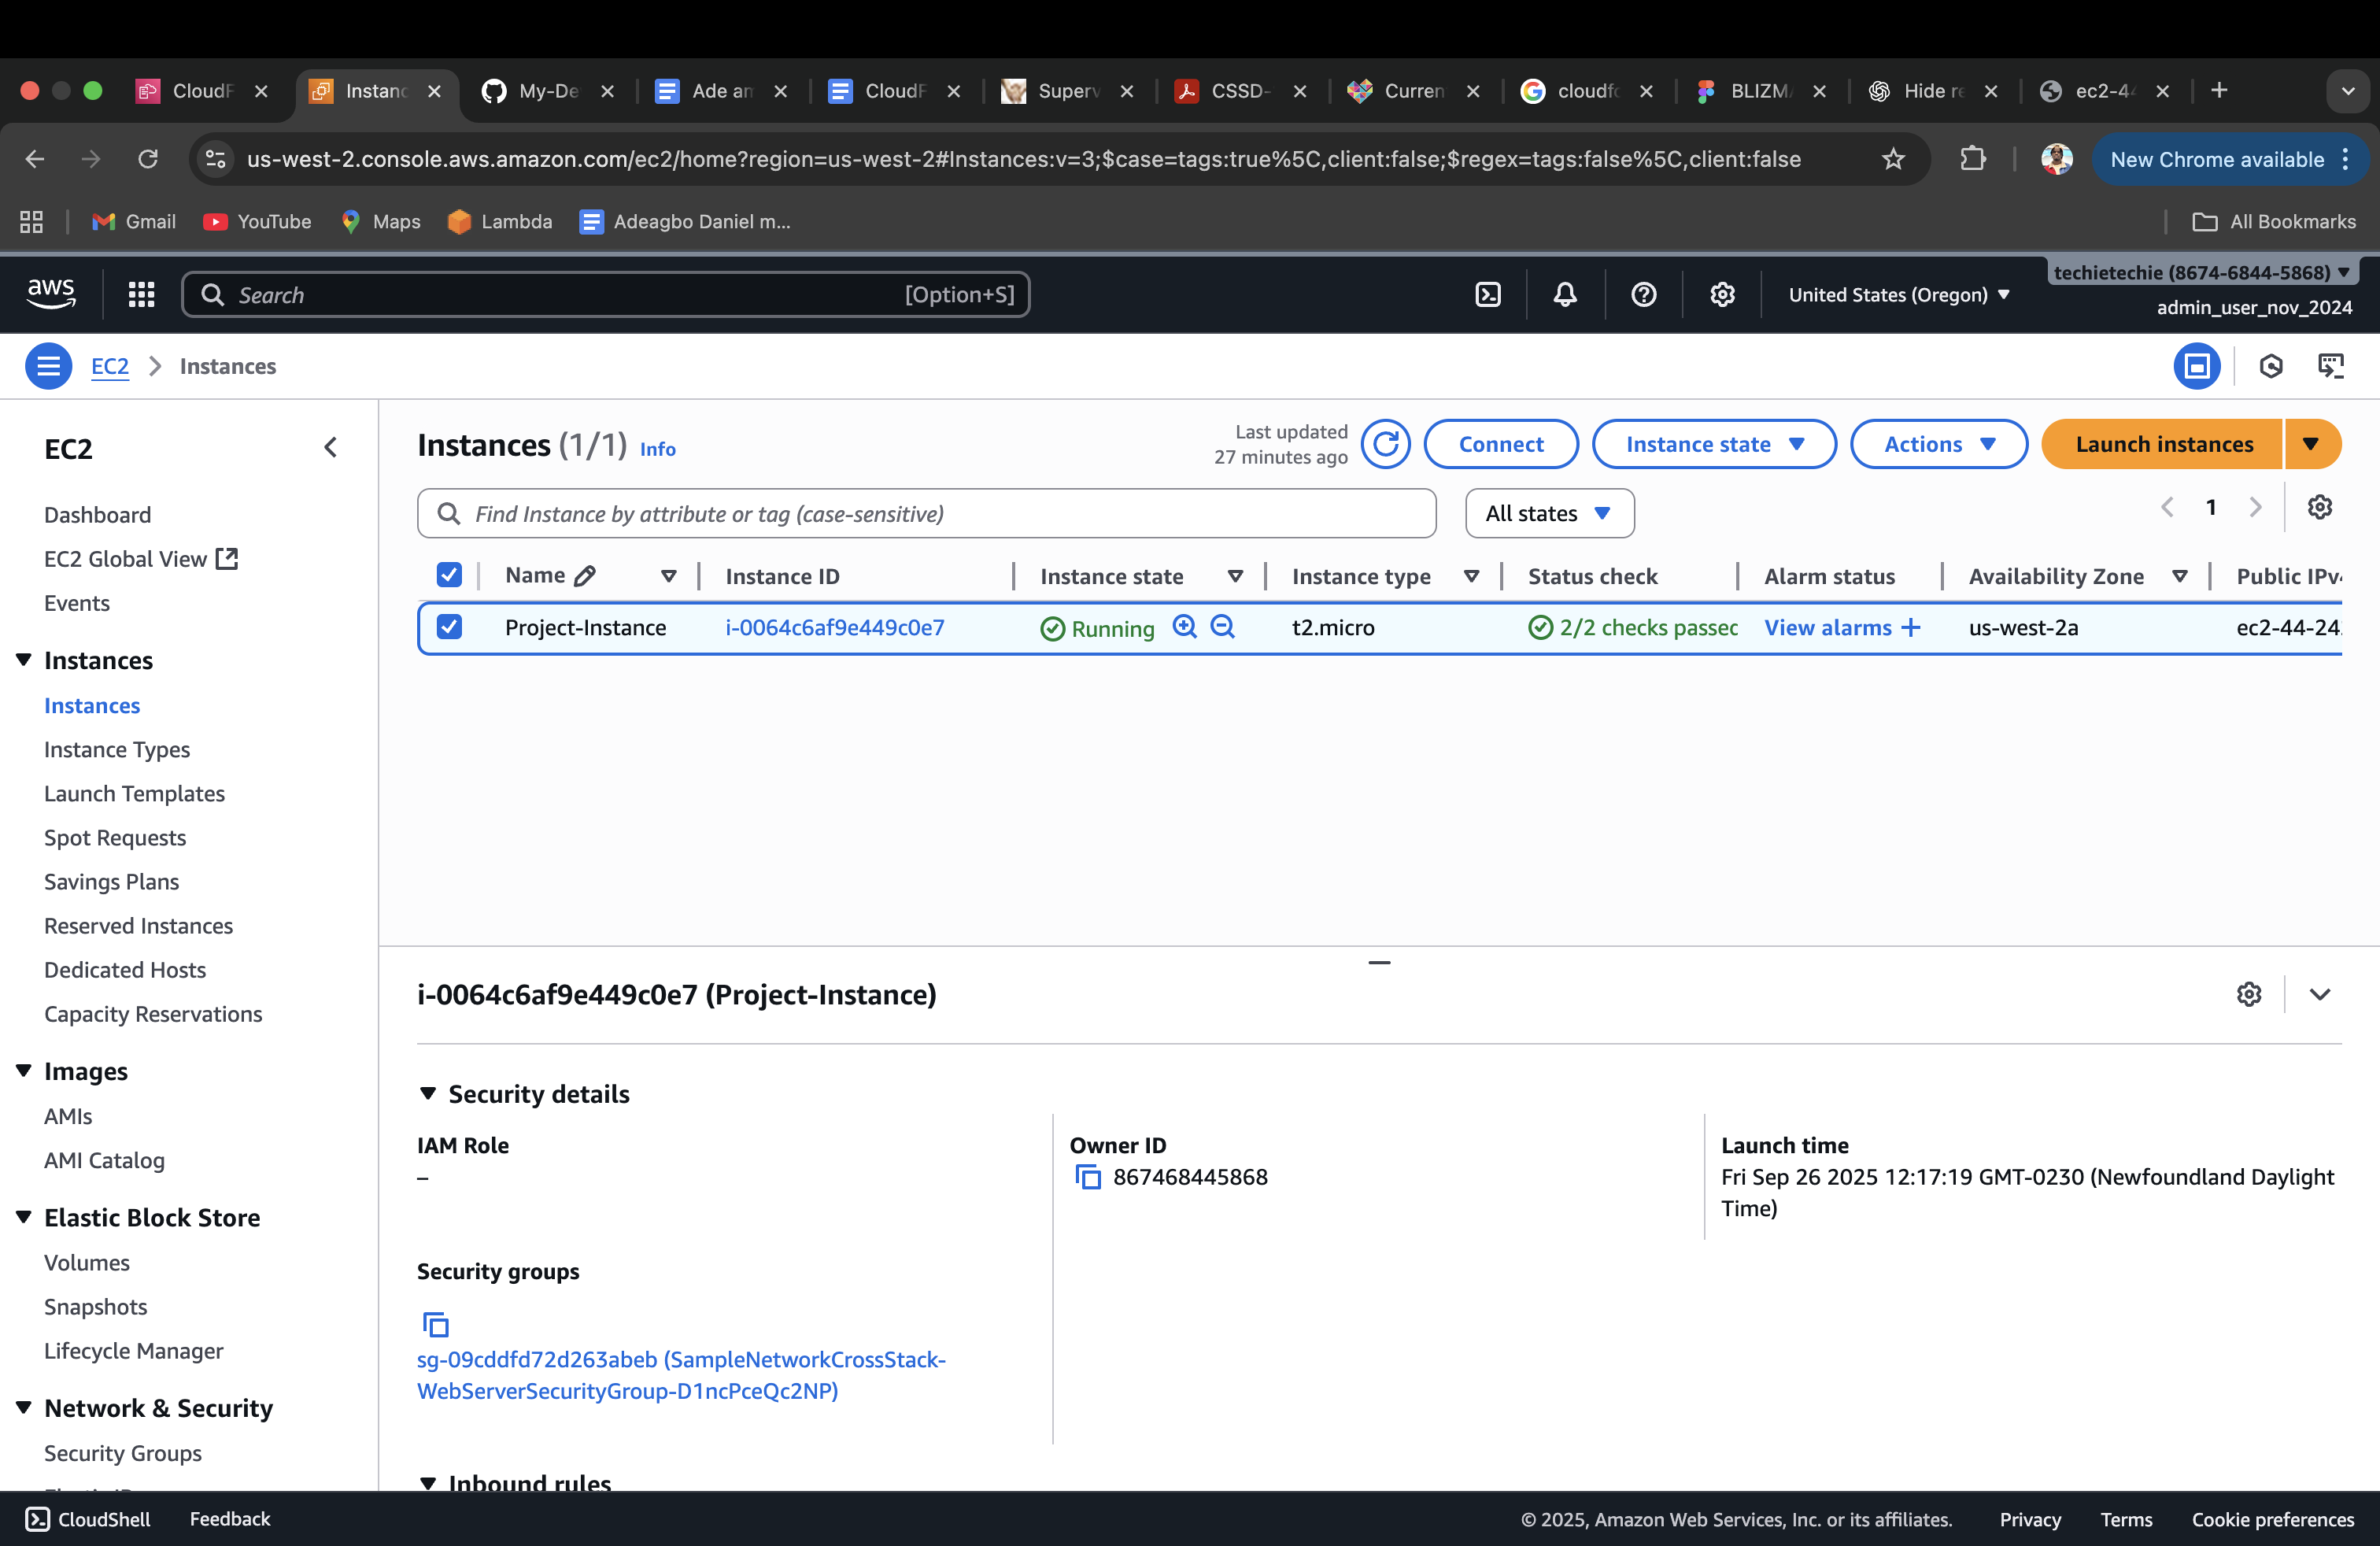 CloudF
Instanc
My-De
Ade an
CloudF
Superv
CSSD-
Curren
cloudfo
BLIZM
Hide re
ec2-44
us-west-2.console.aws.amazon.com/ec2/home?region=us-west-2#Instances:v=3;$case=tags:true%5C,client:false;$regex=tags:false%5C,client:false
New Chrome available
Gmail
YouTube
Maps
Lambda
Adeagbo Daniel m...
All Bookmarks
aws
Search
[Option+S]
United States (Oregon)
techietechie (8674-6844-5868)
admin_user_nov_2024
EC2
Instances
EC2
Dashboard
EC2 Global View
Events
Instances
Instances
Instance Types
Launch Templates
Spot Requests
Savings Plans
Reserved Instances
Dedicated Hosts
Capacity Reservations
Images
AMIs
AMI Catalog
Elastic Block Store
Volumes
Snapshots
Lifecycle Manager
Network & Security
Security Groups
Instances (1/1) Info
Last updated
27 minutes ago
Connect
Instance state
Actions
Launch instances
Find Instance by attribute or tag (case-sensitive)
All states
1
Name Instance ID Instance state Instance type Status check Alarm status Availability Zone Public IPv4
Project-Instance i-0064c6af9e449c0e7 Running t2.micro 2/2 checks passed View alarms + us-west-2a ec2-44-24
i-0064c6af9e449c0e7 (Project-Instance)
Security details
IAM Role
–
Owner ID
867468445868
Launch time
Fri Sep 26 2025 12:17:19 GMT-0230 (Newfoundland Daylight
Time)
Security groups
sg-09cddfd72d263abeb (SampleNetworkCrossStack-
WebServerSecurityGroup-D1ncPceQc2NP)
Inbound rules
CloudShell
Feedback
© 2025, Amazon Web Services, Inc. or its affiliates.
Privacy
Terms
Cookie preferences